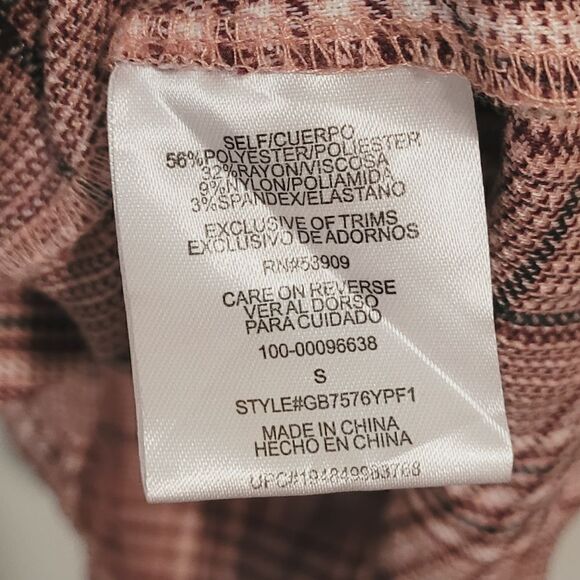 SELF/CUERPO
56%POLYESTER/POLIESTER
32%RAYON/VISCOSA
9%NYLON/POLIAMIDA
3%SPANDEX/ELASTANO
EXCLUSIVE OF TRIMS
EXCLUSIVO DE ADORNOS
RN#53909
CARE ON REVERSE
VER AL DORSO
PARA CUIDADO
100-00096638
S
STYLE#GB7576YPF1
MADE IN CHINA
HECHO EN CHINA